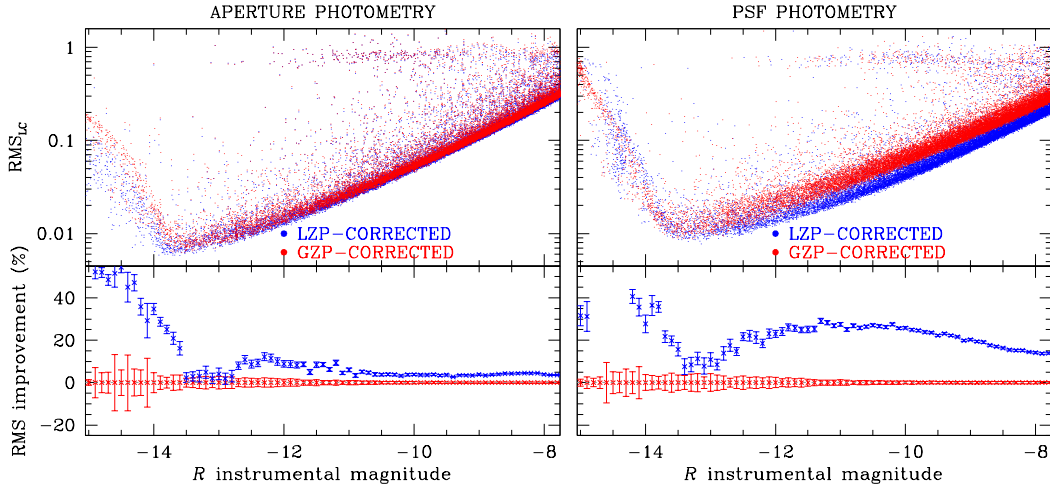 APERTURE PHOTOMETRY
PSF PHOTOMETRY
1
0.1
0.01
RMS_LC
LZP-CORRECTED
GZP-CORRECTED
LZP-CORRECTED
GZP-CORRECTED
40
20
0
−20
RMS improvement (%)
−14 −12 −10 −8
−14 −12 −10 −8
R instrumental magnitude
R instrumental magnitude